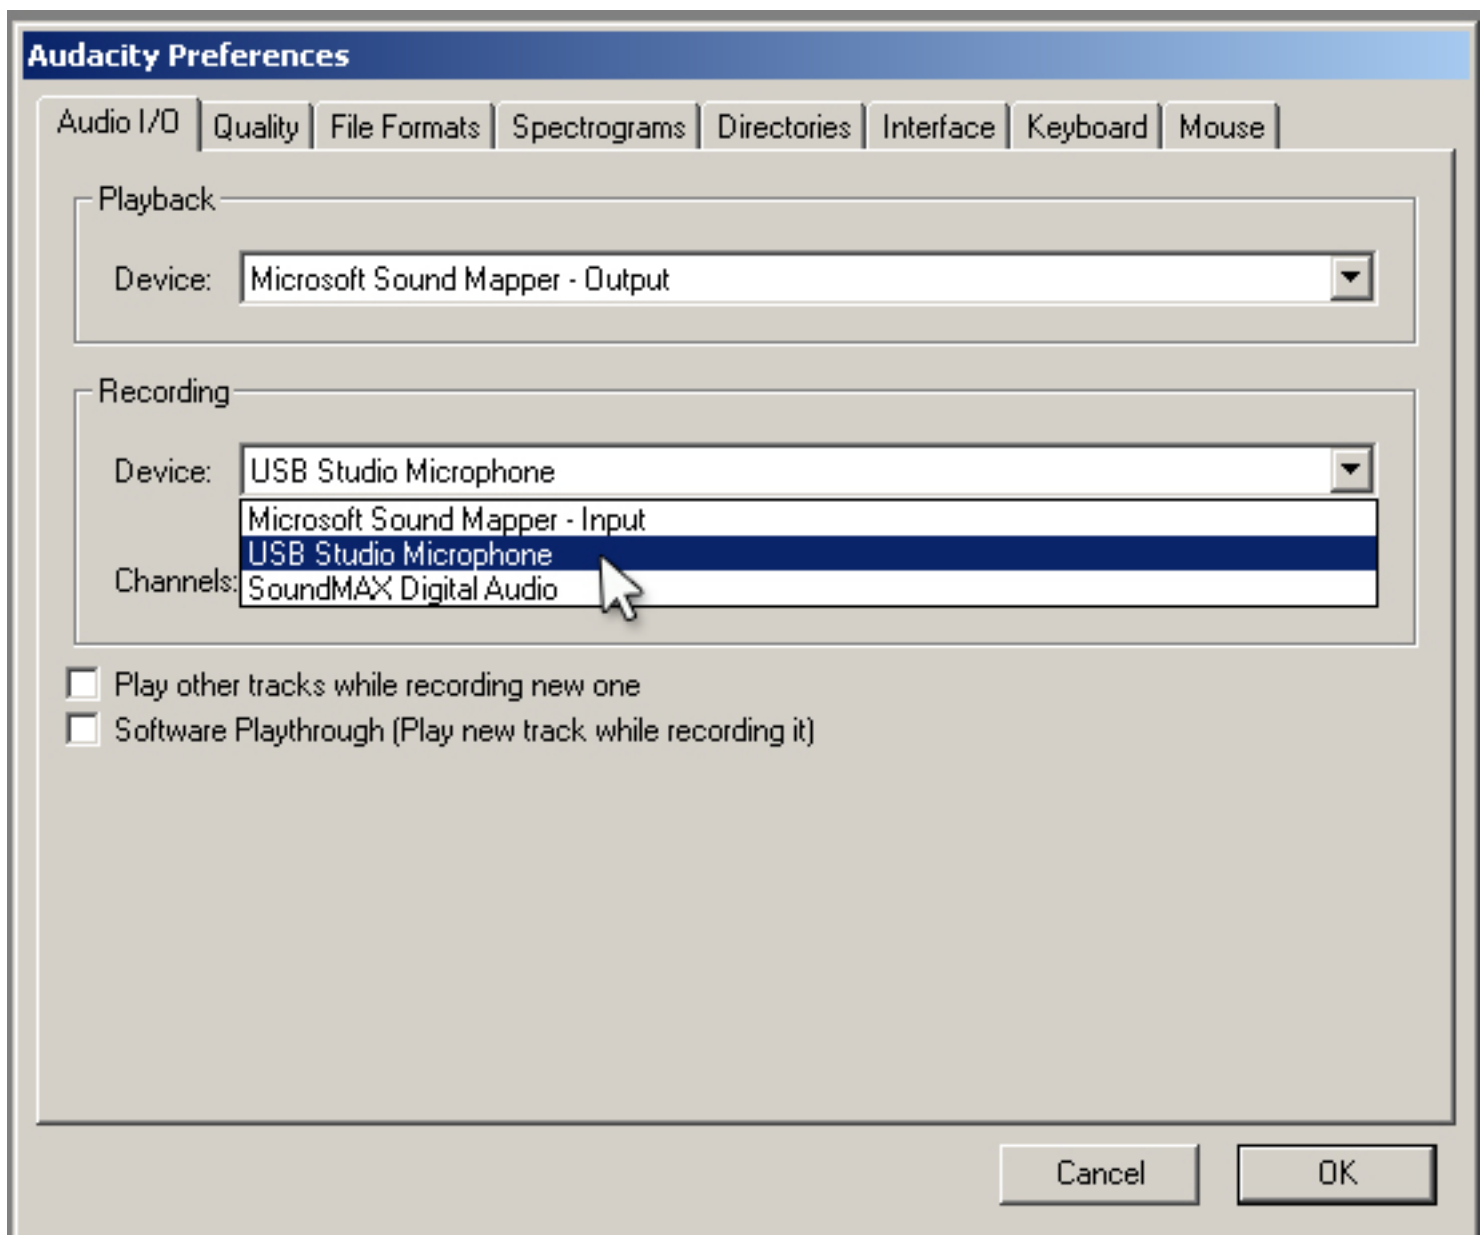 Audacity Preferences
Audio I/O Quality File Formats Spectrograms Directories Interface Keyboard Mouse
Playback
Device: Microsoft Sound Mapper - Output
Recording
Device: USB Studio Microphone
Microsoft Sound Mapper - Input
USB Studio Microphone
Channels: SoundMAX Digital Audio
Play other tracks while recording new one
Software Playthrough (Play new track while recording it)
Cancel OK